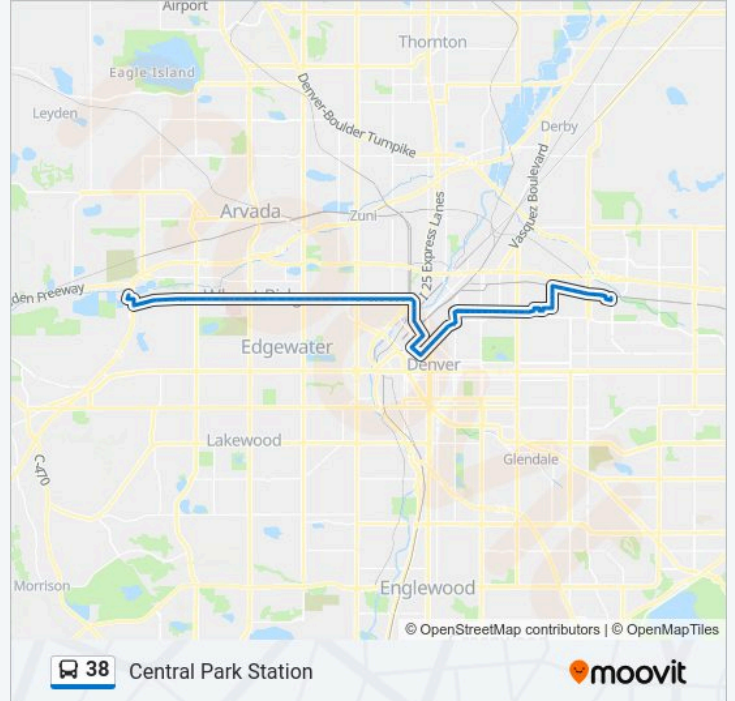 Airport
Thornton
Eagle Island
Denver-Boulder Turnpike
Leyden
Derby
Vasquez Boulevard
Arvada
Zuni
I 25 Express Lanes
den Freeway
Edgewater
Denver
Lakewood
Glendale
C-470
Morrison
Englewood
© OpenStreetMap contributors | © OpenMapTiles
38 Central Park Station
moovit